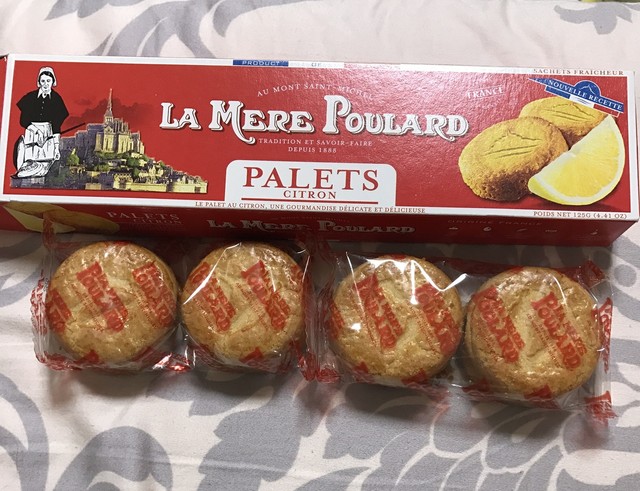 PRODUCT DE FRANCE
SACHETS FRAÎCHEUR
NOUVELLE RECETTE
AU MONT SAINT-MICHEL
LA MERE POULARD
TRADITION ET SAVOIR-FAIRE
DEPUIS 1888
PALETS
CITRON
LE PALET AU CITRON, UNE GOURMANDISE DÉLICATE ET DÉLICIEUSE
POIDS NET 125G (4.41 OZ)
PALETS
CITRON
LA MERE POULARD